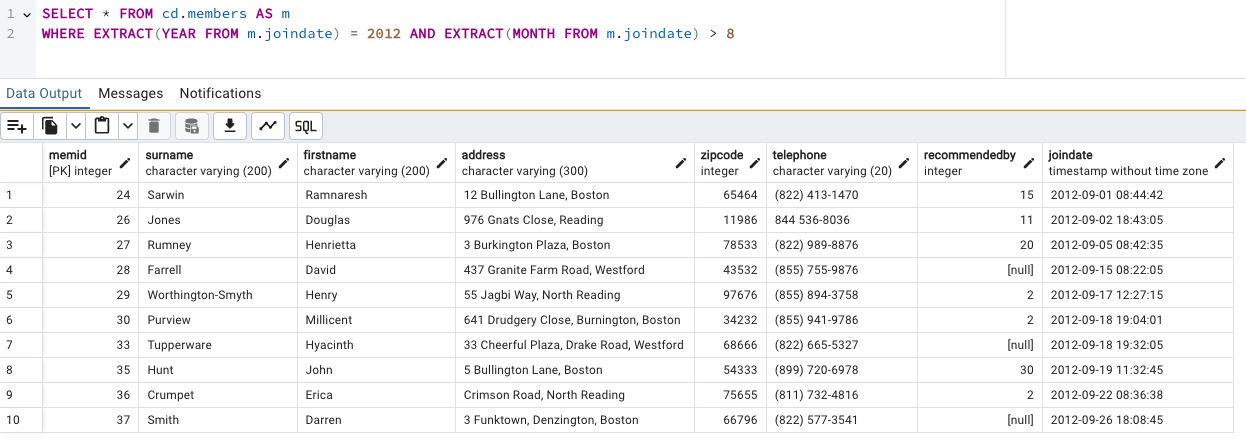 1 SELECT * FROM cd.members AS m
2 WHERE EXTRACT(YEAR FROM m.joindate) = 2012 AND EXTRACT(MONTH FROM m.joindate) > 8
Data Output Messages Notifications
SQL
memid surname firstname address zipcode telephone recommendedby joindate
[PK] integer character varying (200) character varying (200) character varying (300) integer character varying (20) integer timestamp without time zone
1 24 Sarwin Ramnaresh 12 Bullington Lane, Boston 65464 (822) 413-1470 15 2012-09-01 08:44:42
2 26 Jones Douglas 976 Gnats Close, Reading 11986 844 536-8036 11 2012-09-02 18:43:05
3 27 Rumney Henrietta 3 Burkington Plaza, Boston 78533 (822) 989-8876 20 2012-09-05 08:42:35
4 28 Farrell David 437 Granite Farm Road, Westford 43532 (855) 755-9876 [null] 2012-09-15 08:22:05
5 29 Worthington-Smyth Henry 55 Jagbi Way, North Reading 97676 (855) 894-3758 2 2012-09-17 12:27:15
6 30 Purview Millicent 641 Drudgery Close, Burnington, Boston 34232 (855) 941-9786 2 2012-09-18 19:04:01
7 33 Tupperware Hyacinth 33 Cheerful Plaza, Drake Road, Westford 68666 (822) 665-5327 [null] 2012-09-18 19:32:05
8 35 Hunt John 5 Bullington Lane, Boston 54333 (899) 720-6978 30 2012-09-19 11:32:45
9 36 Crumpet Erica Crimson Road, North Reading 75655 (811) 732-4816 2 2012-09-22 08:36:38
10 37 Smith Darren 3 Funktown, Denzington, Boston 66796 (822) 577-3541 [null] 2012-09-26 18:08:45